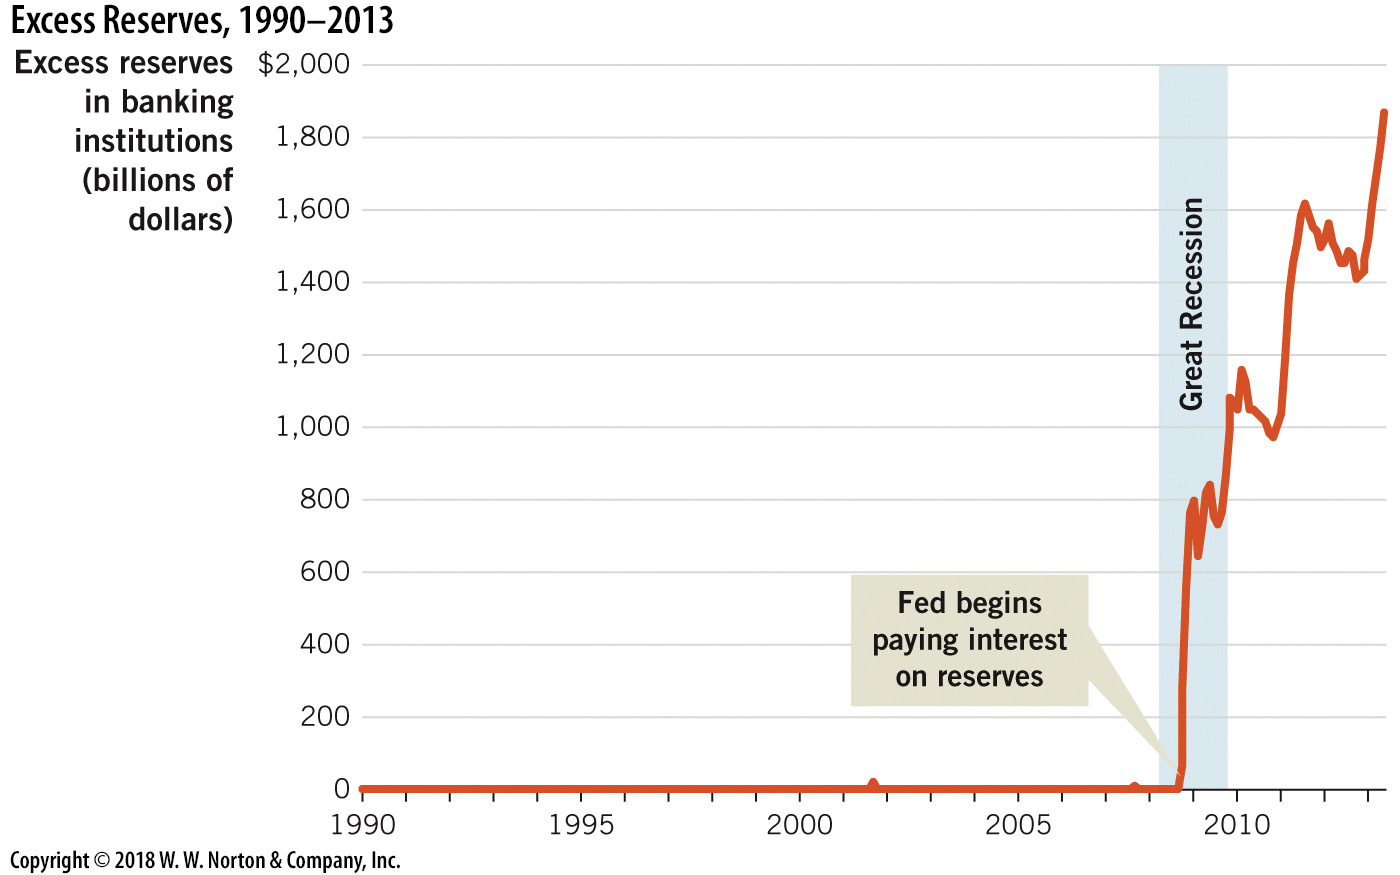 Excess Reserves, 1990–2013
Excess reserves
in banking
institutions
(billions of
dollars)
$2,000
1,800
1,600
1,400
1,200
1,000
800
600
400
200
0
Great Recession
Fed begins
paying interest
on reserves
1990 1995 2000 2005 2010
Copyright © 2018 W. W. Norton & Company, Inc.